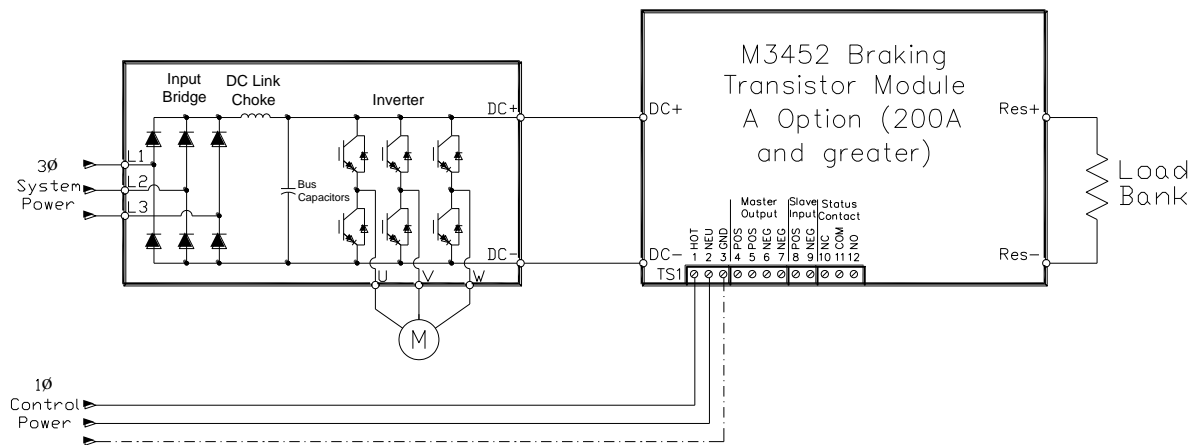 Input
Bridge
DC Link
Choke
Inverter
DC+
L1
L2
L3
3Ø
System
Power
Bus
Capacitors
DC-
U V W
M
M3452 Braking
Transistor Module
A Option (200A
and greater)
DC+
Res+
DC-
Res-
Load
Bank
Master
Output
Slave
Input
Status
Contact
HOT NEU GND POS POS NEG NEG POS NEG NC COM NO
1 2 3 4 5 6 7 8 9 10 11 12
TS1
1Ø
Control
Power